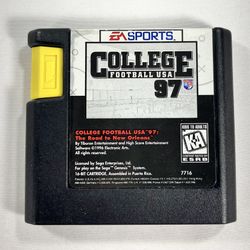 EA SPORTS
COLLEGE
FOOTBALL USA
97
COLLEGE FOOTBALL USA '97:
The Road to New Orleans
By Tiburon Entertainment and High Score Entertainment
Software ©1996 Electronic Arts.
All rights reserved.
KIDS TO ADULTS
KA
ESRB
Licensed by Sega Enterprises, Ltd.
For play on the Sega Genesis System.
16-BIT CARTRIDGE. Assembled in Puerto Rico.
7716